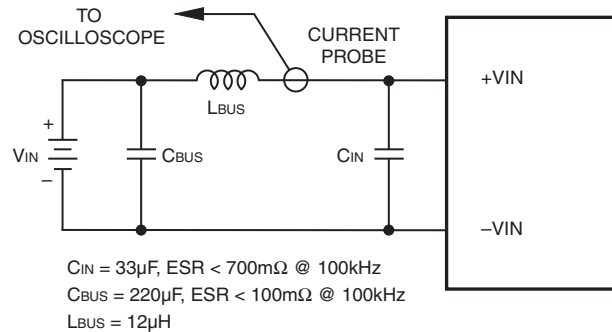 TO
OSCILLOSCOPE
CURRENT
PROBE
+VIN
LBUS
+
VIN
–
CBUS
CIN
–VIN
CIN = 33µF, ESR < 700mΩ @ 100kHz
CBUS = 220µF, ESR < 100mΩ @ 100kHz
LBUS = 12µH